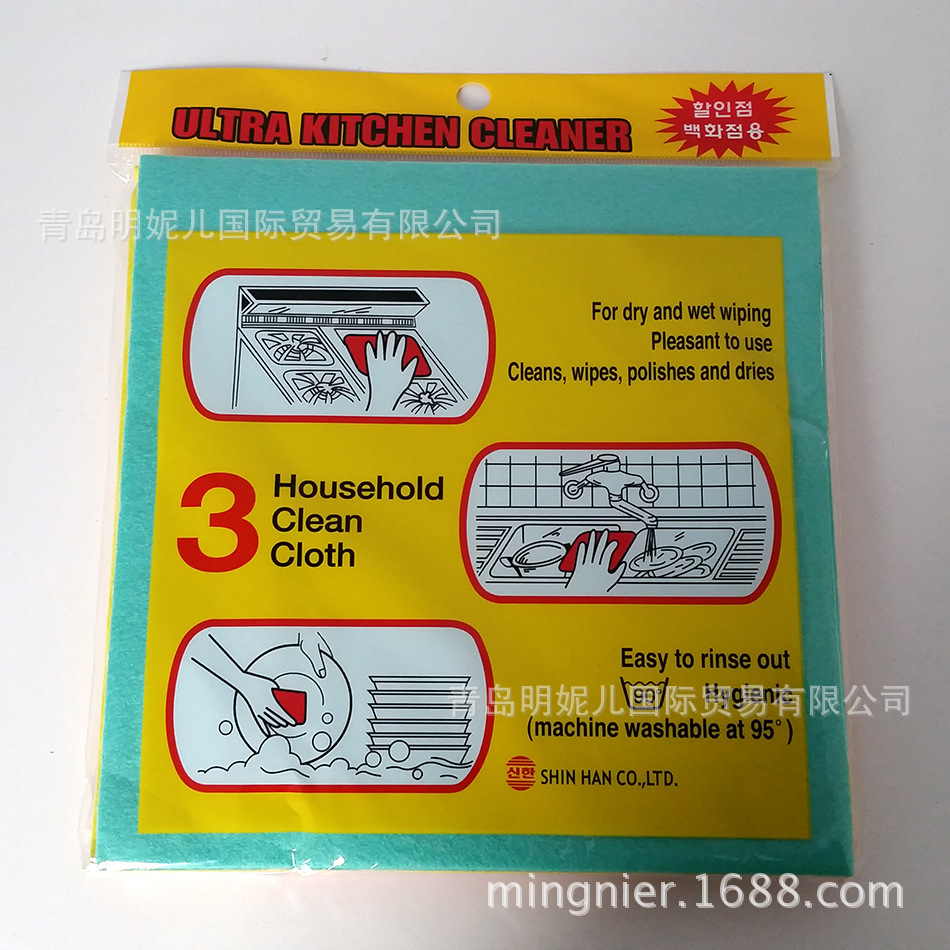 ULTRA KITCHEN CLEANER
할인점
백화점용
青岛明妮儿国际贸易有限公司
For dry and wet wiping
Pleasant to use
Cleans, wipes, polishes and dries
3
Household
Clean
Cloth
Easy to rinse out
Hygienic
青岛明妮儿国际贸易有限公司
(machine washable at 95°)
신한 SHIN HAN CO.,LTD.
mingnier.1688.com